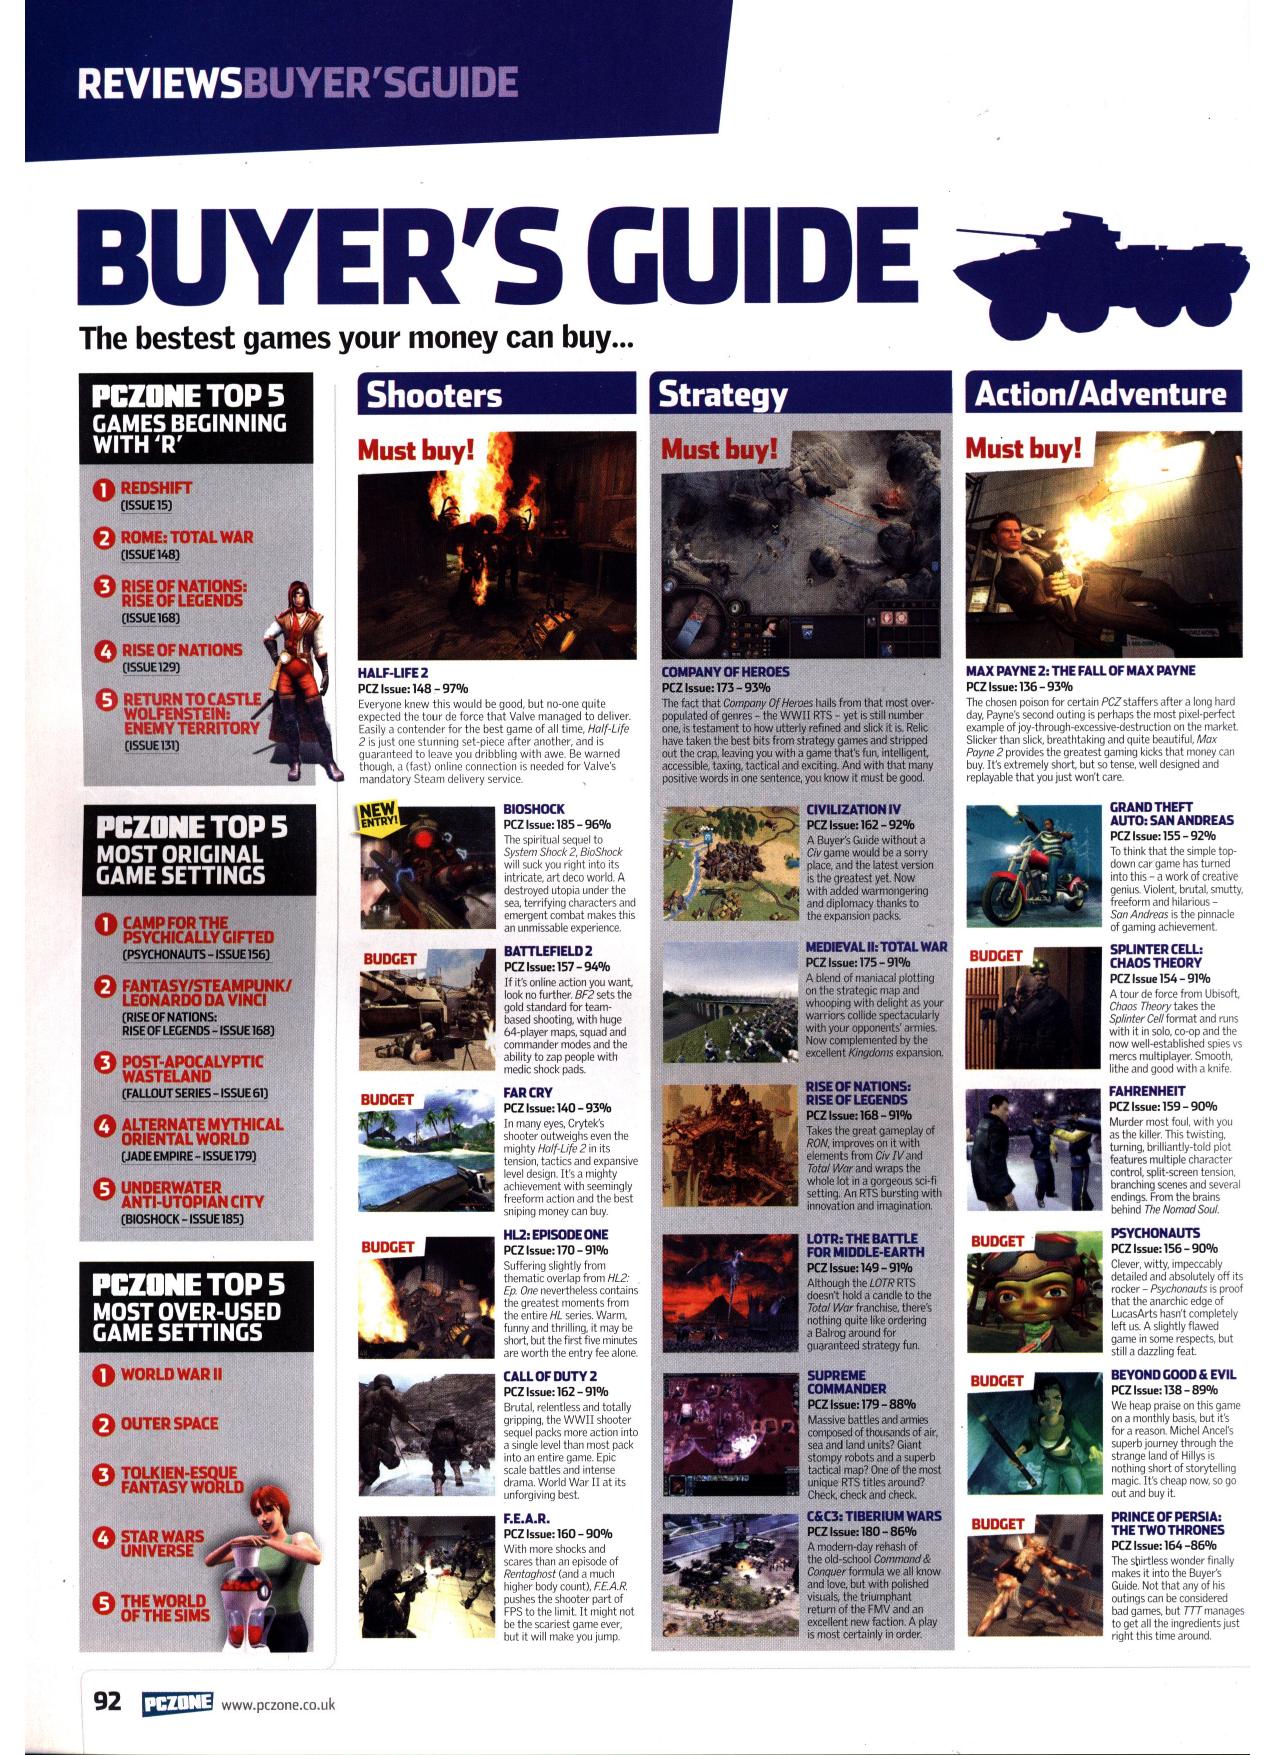 REVIEWSBUYER'SGUIDE
BUYER'S GUIDE
The bestest games your money can buy...
PCZONE TOP 5
GAMES BEGINNING
WITH 'R'
1 REDSHIFT
(ISSUE 15)
2 ROME: TOTAL WAR
(ISSUE 148)
3 RISE OF NATIONS:
RISE OF LEGENDS
(ISSUE 168)
4 RISE OF NATIONS
(ISSUE 129)
5 RETURN TO CASTLE
WOLFENSTEIN:
ENEMY TERRITORY
(ISSUE 131)
PCZONE TOP 5
MOST ORIGINAL
GAME SETTINGS
1 CAMP FOR THE
PSYCHICALLY GIFTED
(PSYCHONAUTS – ISSUE 156)
2 FANTASY/STEAMPUNK/
LEONARDO DA VINCI
(RISE OF NATIONS:
RISE OF LEGENDS – ISSUE 168)
3 POST-APOCALYPTIC
WASTELAND
(FALLOUT SERIES – ISSUE 61)
4 ALTERNATE MYTHICAL
ORIENTAL WORLD
(JADE EMPIRE – ISSUE 179)
5 UNDERWATER
ANTI-UTOPIAN CITY
(BIOSHOCK – ISSUE 185)
PCZONE TOP 5
MOST OVER-USED
GAME SETTINGS
1 WORLD WAR II
2 OUTER SPACE
3 TOLKIEN-ESQUE
FANTASY WORLD
4 STAR WARS
UNIVERSE
5 THE WORLD
OF THE SIMS
Shooters
Must buy!
HALF-LIFE 2
PCZ Issue: 148 – 97%
Everyone knew this would be good, but no-one quite
expected the tour de force that Valve managed to deliver.
Easily a contender for the best game of all time, Half-Life
2 is just one stunning set-piece after another, and is
guaranteed to leave you dribbling with awe. Be warned
though, a (fast) online connection is needed for Valve's
mandatory Steam delivery service.
NEW
ENTRY!
BIOSHOCK
PCZ Issue: 185 – 96%
The spiritual sequel to
System Shock 2, BioShock
will suck you right into its
intricate, art deco world. A
destroyed utopia under the
sea, terrifying characters and
emergent combat makes this
an unmissable experience.
BUDGET
BATTLEFIELD 2
PCZ Issue: 157 – 94%
If it's online action you want,
look no further. BF2 sets the
gold standard for team-
based shooting, with huge
64-player maps, squad and
commander modes and the
ability to zap people with
medic shock pads.
BUDGET
FAR CRY
PCZ Issue: 140 – 93%
In many eyes, Crytek's
shooter outweighs even the
mighty Half-Life 2 in its
tension, tactics and expansive
level design. It's a mighty
achievement with seemingly
freeform action and the best
sniping money can buy.
BUDGET
HL2: EPISODE ONE
PCZ Issue: 170 – 91%
Suffering slightly from
thematic overlap from HL2:
Ep. One nevertheless contains
the greatest moments from
the entire HL series. Warm,
funny and thrilling, it may be
short, but the first five minutes
are worth the entry fee alone.
CALL OF DUTY 2
PCZ Issue: 162 – 91%
Brutal, relentless and totally
gripping, the WWII shooter
sequel packs more action into
a single level than most pack
into an entire game. Epic
scale battles and intense
drama. World War II at its
unforgiving best.
F.E.A.R.
PCZ Issue: 160 – 90%
With more shocks and
scares than an episode of
Rentaghost (and a much
higher body count), F.E.A.R.
pushes the shooter part of
FPS to the limit. It might not
be the scariest game ever,
but it will make you jump.
Strategy
Must buy!
COMPANY OF HEROES
PCZ Issue: 173 – 93%
The fact that Company Of Heroes hails from that most over-
populated of genres – the WWII RTS – yet is still number
one, is testament to how utterly refined and slick it is. Relic
have taken the best bits from strategy games and stripped
out the crap, leaving you with a game that's fun, intelligent,
accessible, taxing, tactical and exciting. And with that many
positive words in one sentence, you know it must be good.
CIVILIZATION IV
PCZ Issue: 162 – 92%
A Buyer's Guide without a
Civ game would be a sorry
place, and the latest version
is the greatest yet. Now
with added warmongering
and diplomacy thanks to
the expansion packs.
MEDIEVAL II: TOTAL WAR
PCZ Issue: 175 – 91%
A blend of maniacal plotting
on the strategic map and
whooping with delight as your
warriors collide spectacularly
with your opponents' armies.
Now complemented by the
excellent Kingdoms expansion.
RISE OF NATIONS:
RISE OF LEGENDS
PCZ Issue: 168 – 91%
Takes the great gameplay of
RON, improves on it with
elements from Civ IV and
Total War and wraps the
whole lot in a gorgeous sci-fi
setting. An RTS bursting with
innovation and imagination.
LOTR: THE BATTLE
FOR MIDDLE-EARTH
PCZ Issue: 149 – 91%
Although the LOTR RTS
doesn't hold a candle to the
Total War franchise, there's
nothing quite like ordering
a Balrog around for
guaranteed strategy fun.
SUPREME
COMMANDER
PCZ Issue: 179 – 88%
Massive battles and armies
composed of thousands of air,
sea and land units? Giant
stompy robots and a superb
tactical map? One of the most
unique RTS titles around?
Check, check and check.
C&C3: TIBERIUM WARS
PCZ Issue: 180 – 86%
A modern-day rehash of
the old-school Command &
Conquer formula we all know
and love, but with polished
visuals, the triumphant
return of the FMV and an
excellent new faction. A play
is most certainly in order.
Action/Adventure
Must buy!
MAX PAYNE 2: THE FALL OF MAX PAYNE
PCZ Issue: 136 – 93%
The chosen poison for certain PCZ staffers after a long hard
day, Payne's second outing is perhaps the most pixel-perfect
example of joy-through-excessive-destruction on the market.
Slicker than slick, breathtaking and quite beautiful, Max
Payne 2 provides the greatest gaming kicks that money can
buy. It's extremely short, but so tense, well designed and
replayable that you just won't care.
GRAND THEFT
AUTO: SAN ANDREAS
PCZ Issue: 155 – 92%
To think that the simple top-
down car game has turned
into this – a work of creative
genius. Violent, brutal, smutty,
freeform and hilarious –
San Andreas is the pinnacle
of gaming achievement.
BUDGET
SPLINTER CELL:
CHAOS THEORY
PCZ Issue 154 – 91%
A tour de force from Ubisoft,
Chaos Theory takes the
Splinter Cell format and runs
with it in solo, co-op and the
now well-established spies vs
mercs multiplayer. Smooth,
lithe and good with a knife.
FAHRENHEIT
PCZ Issue: 159 – 90%
Murder most foul, with you
as the killer. This twisting,
turning, brilliantly-told plot
features multiple character
control, split-screen tension,
branching scenes and several
endings. From the brains
behind The Nomad Soul.
BUDGET
PSYCHONAUTS
PCZ Issue: 156 – 90%
Clever, witty, impeccably
detailed and absolutely off its
rocker – Psychonauts is proof
that the anarchic edge of
LucasArts hasn't completely
left us. A slightly flawed
game in some respects, but
still a dazzling feat.
BUDGET
BEYOND GOOD & EVIL
PCZ Issue: 138 – 89%
We heap praise on this game
on a monthly basis, but it's
for a reason. Michel Ancel's
superb journey through the
strange land of Hillys is
nothing short of storytelling
magic. It's cheap now, so go
out and buy it.
BUDGET
PRINCE OF PERSIA:
THE TWO THRONES
PCZ Issue: 164 –86%
The shirtless wonder finally
makes it into the Buyer's
Guide. Not that any of his
outings can be considered
bad games, but TTT manages
to get all the ingredients just
right this time around.
92 PCZONE www.pczone.co.uk